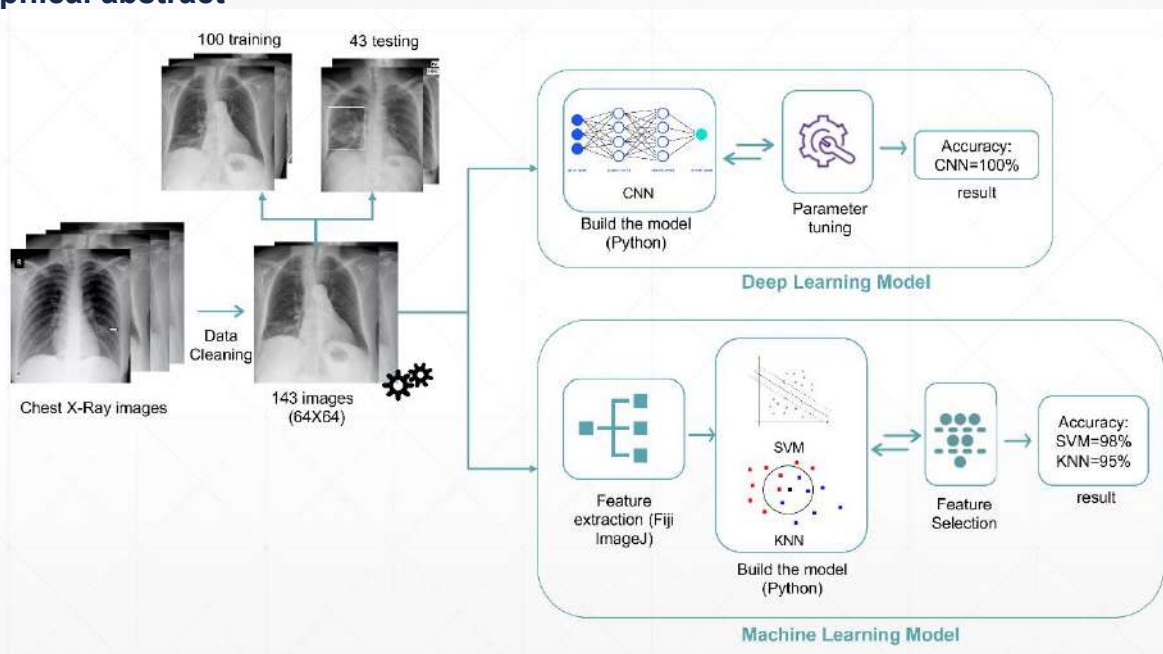 phical abstract
100 training
43 testing
Chest X-Ray images
Data
Cleaning
143 images
(64X64)
CNN
Build the model
(Python)
Parameter
tuning
Accuracy:
CNN=100%
result
Deep Learning Model
Feature
extraction (Fiji
ImageJ)
SVM
KNN
Build the model
(Python)
Feature
Selection
Accuracy:
SVM=98%
KNN=95%
result
Machine Learning Model